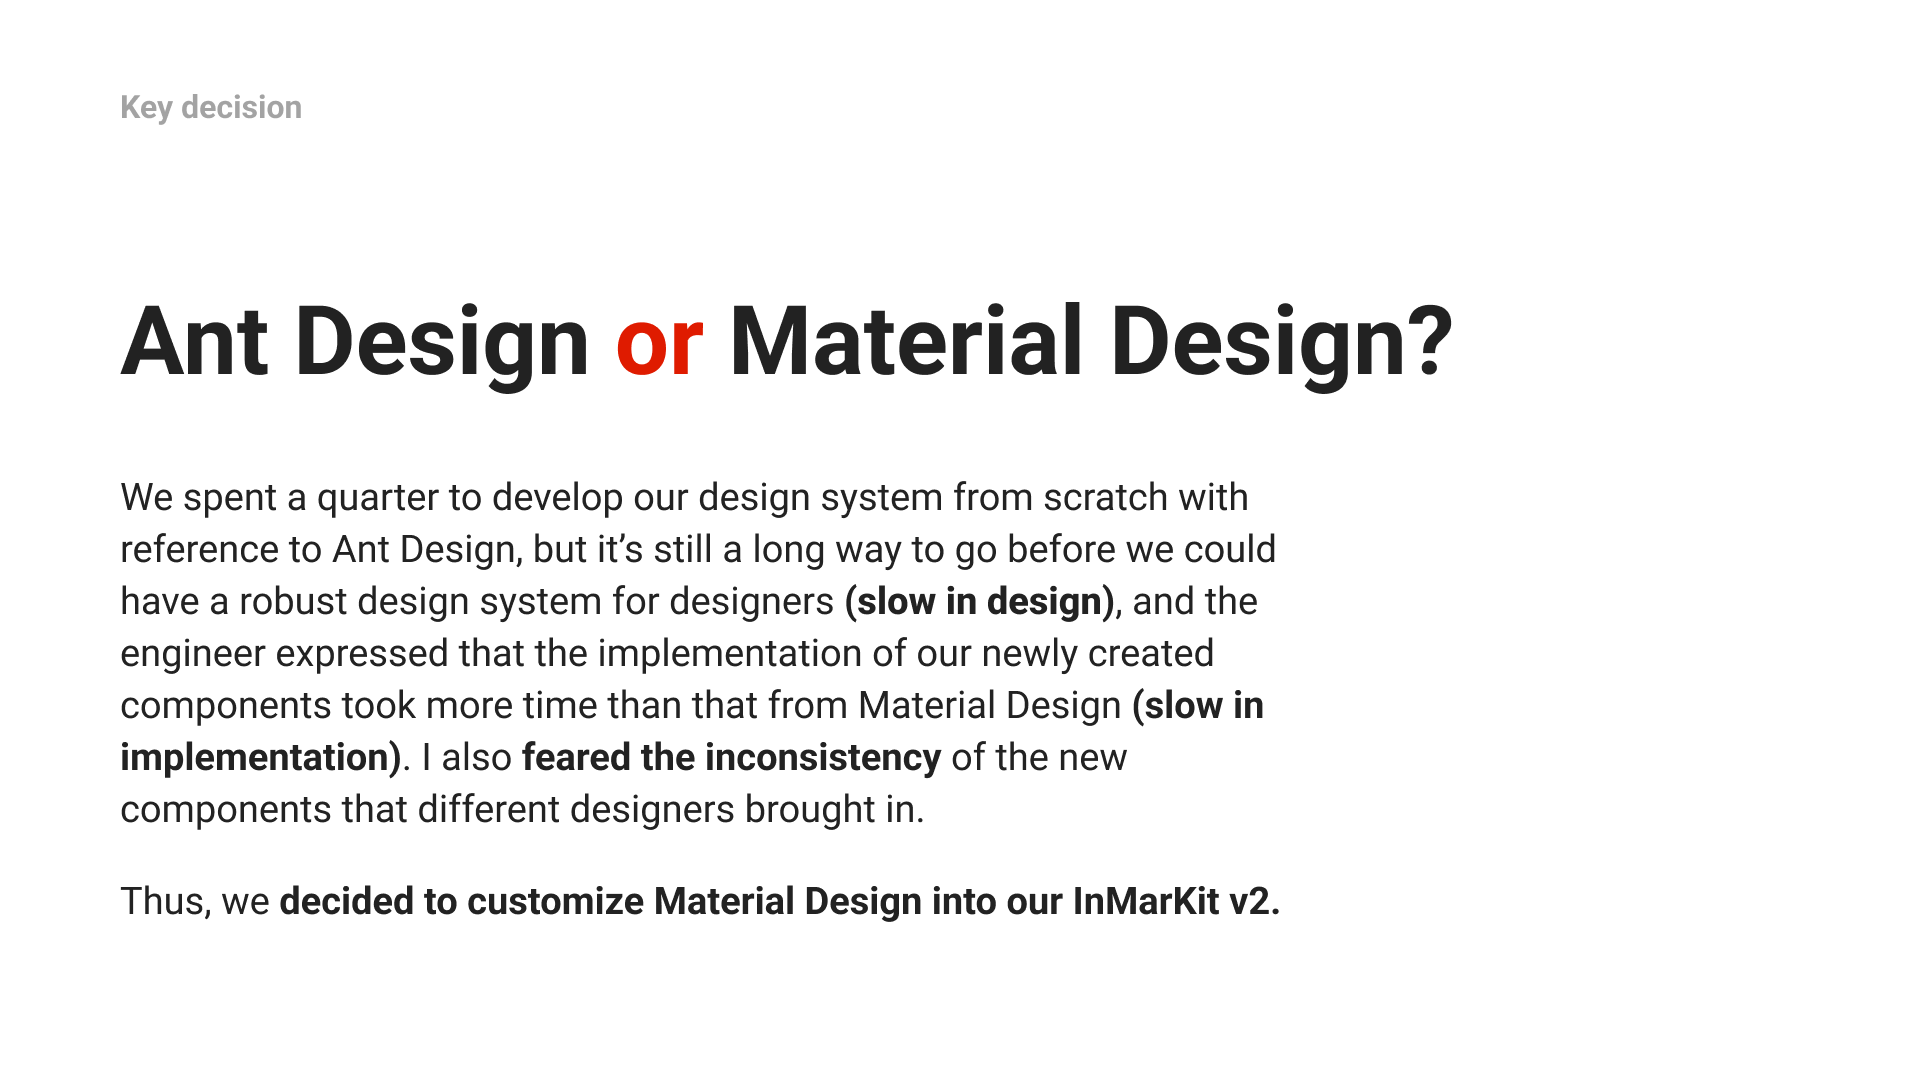 Key decision
Ant Design or Material Design?
We spent a quarter to develop our design system from scratch with
reference to Ant Design, but it’s still a long way to go before we could
have a robust design system for designers (slow in design), and the
engineer expressed that the implementation of our newly created
components took more time than that from Material Design (slow in
implementation). I also feared the inconsistency of the new
components that different designers brought in.
Thus, we decided to customize Material Design into our InMarKit v2.